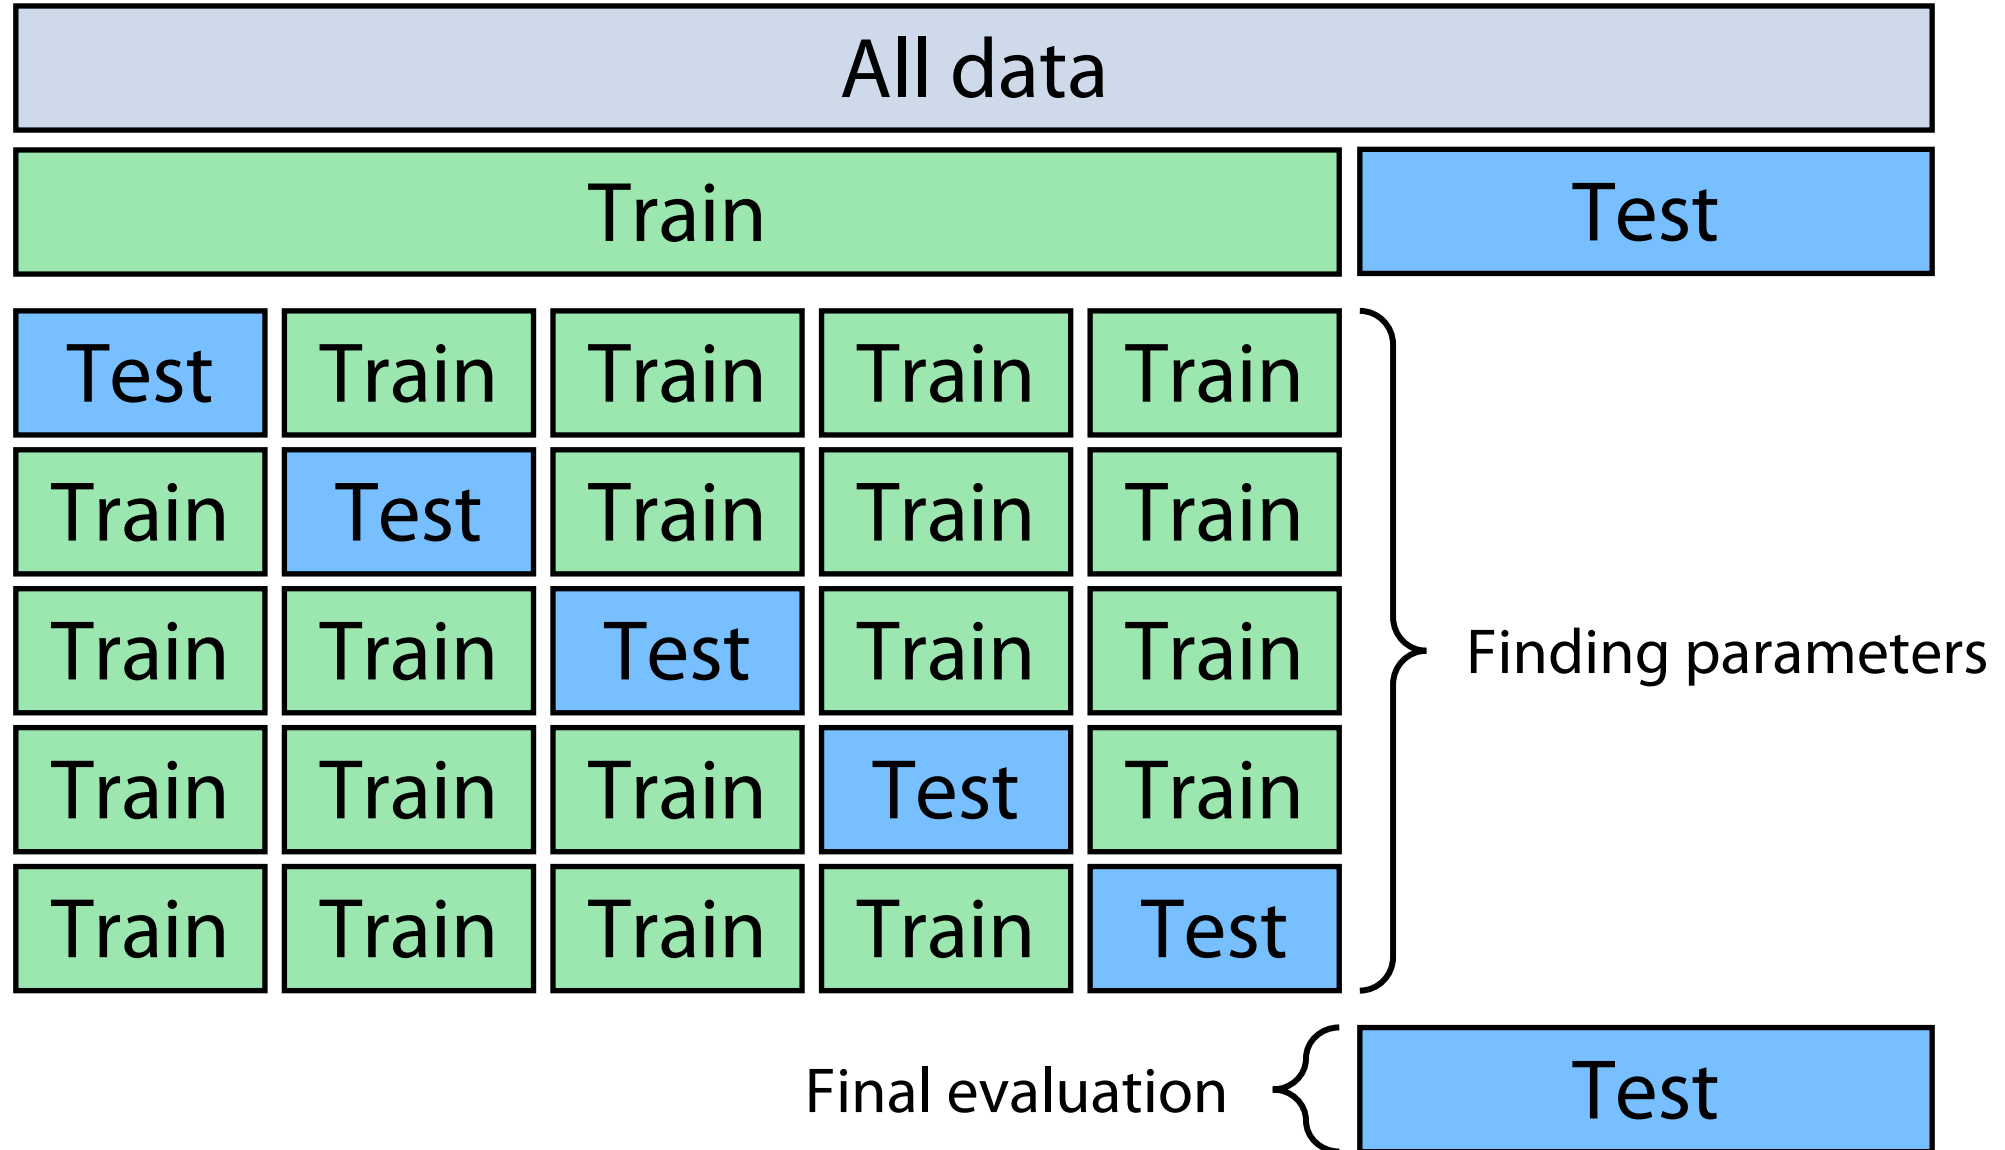 All data
Train Test
Test Train Train Train Train
Train Test Train Train Train
Train Train Test Train Train
Finding parameters
Train Train Train Test Train
Train Train Train Train Test
Final evaluation Test